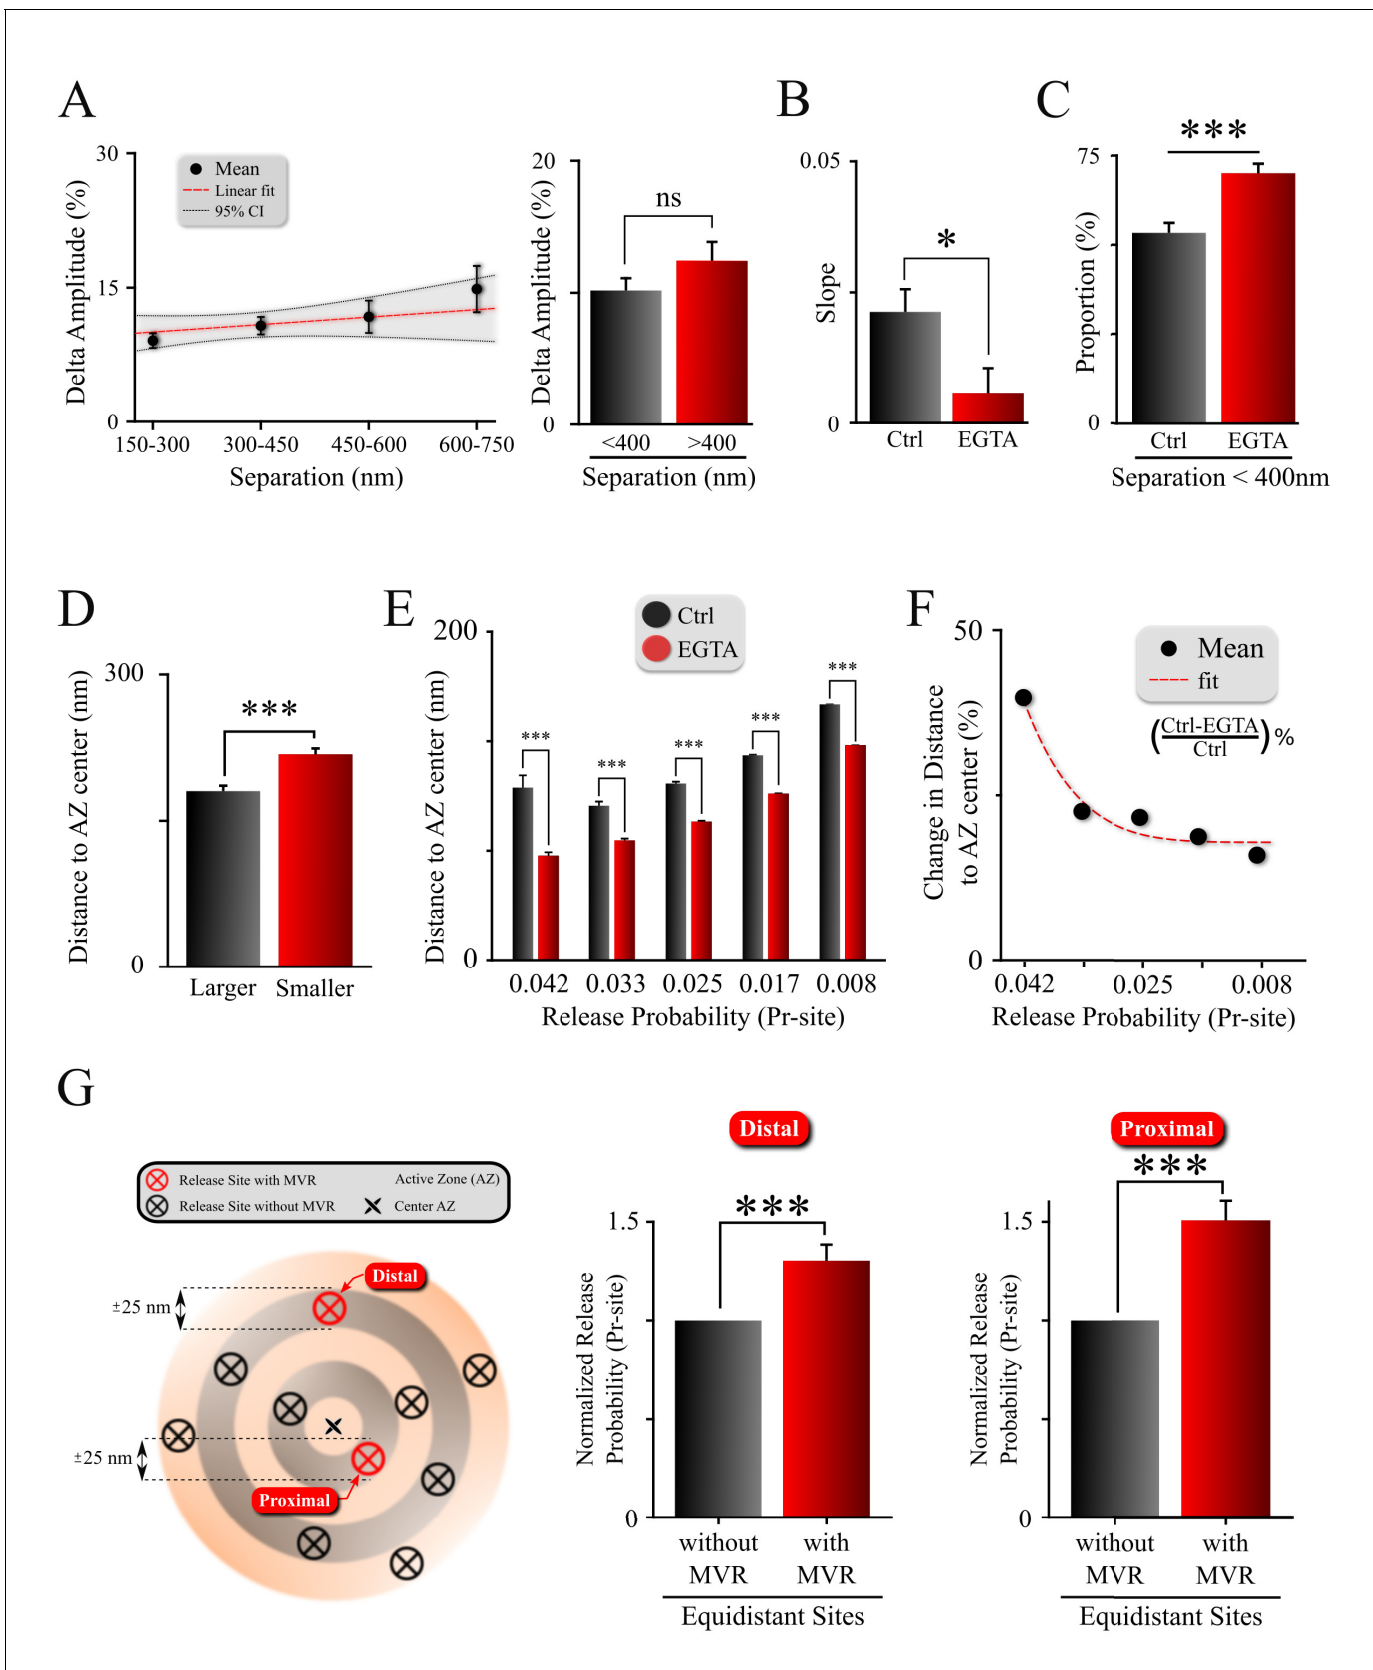 A
30
15
0
Delta Amplitude (%)
Mean
Linear fit
95% CI
150-300
300-450
450-600
600-750
Separation (nm)
20
0
Delta Amplitude (%)
ns
<400
>400
Separation (nm)
B
0.05
0
Slope
*
Ctrl
EGTA
C
75
0
Proportion (%)
***
Ctrl
EGTA
Separation < 400nm
D
300
0
Distance to AZ center (nm)
***
Larger
Smaller
E
200
0
Distance to AZ center (nm)
Ctrl
EGTA
***
***
***
***
***
0.042
0.033
0.025
0.017
0.008
Release Probability (Pr-site)
F
50
0
Change in Distance
to AZ center (%)
Mean
fit
(Ctrl-EGTA
Ctrl) %
0.042
0.025
0.008
Release Probability (Pr-site)
G
Release Site with MVR
Active Zone (AZ)
Release Site without MVR
Center AZ
Distal
±25 nm
±25 nm
Proximal
Distal
***
1.5
0
Normalized Release
Probability (Pr-site)
without
MVR
with
MVR
Equidistant Sites
Proximal
***
1.5
0
Normalized Release
Probability (Pr-site)
without
MVR
with
MVR
Equidistant Sites